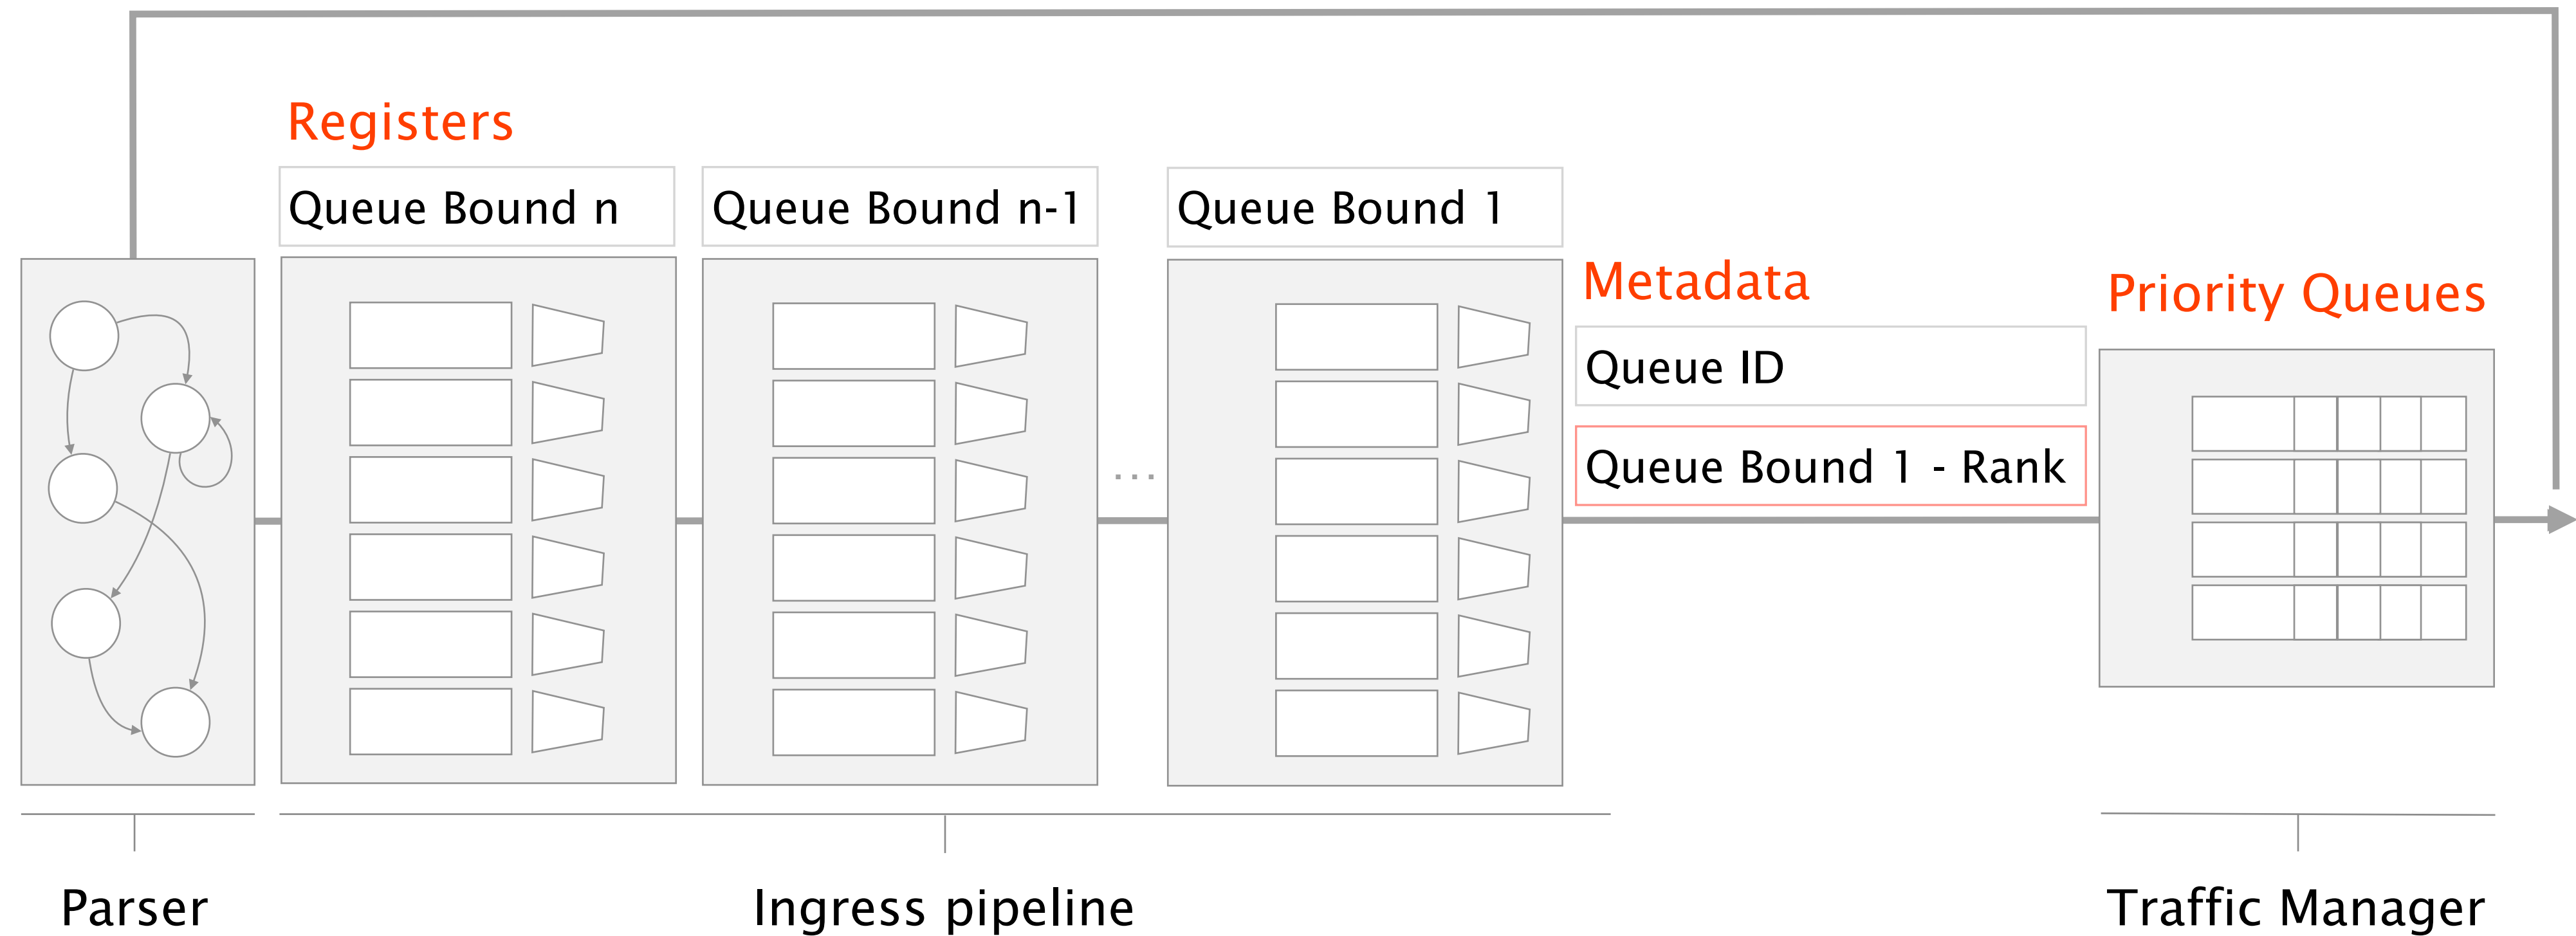 Registers
Queue Bound n
Queue Bound n-1
Queue Bound 1
Metadata
Queue ID
Queue Bound 1 - Rank
Priority Queues
...
Parser
Ingress pipeline
Traffic Manager